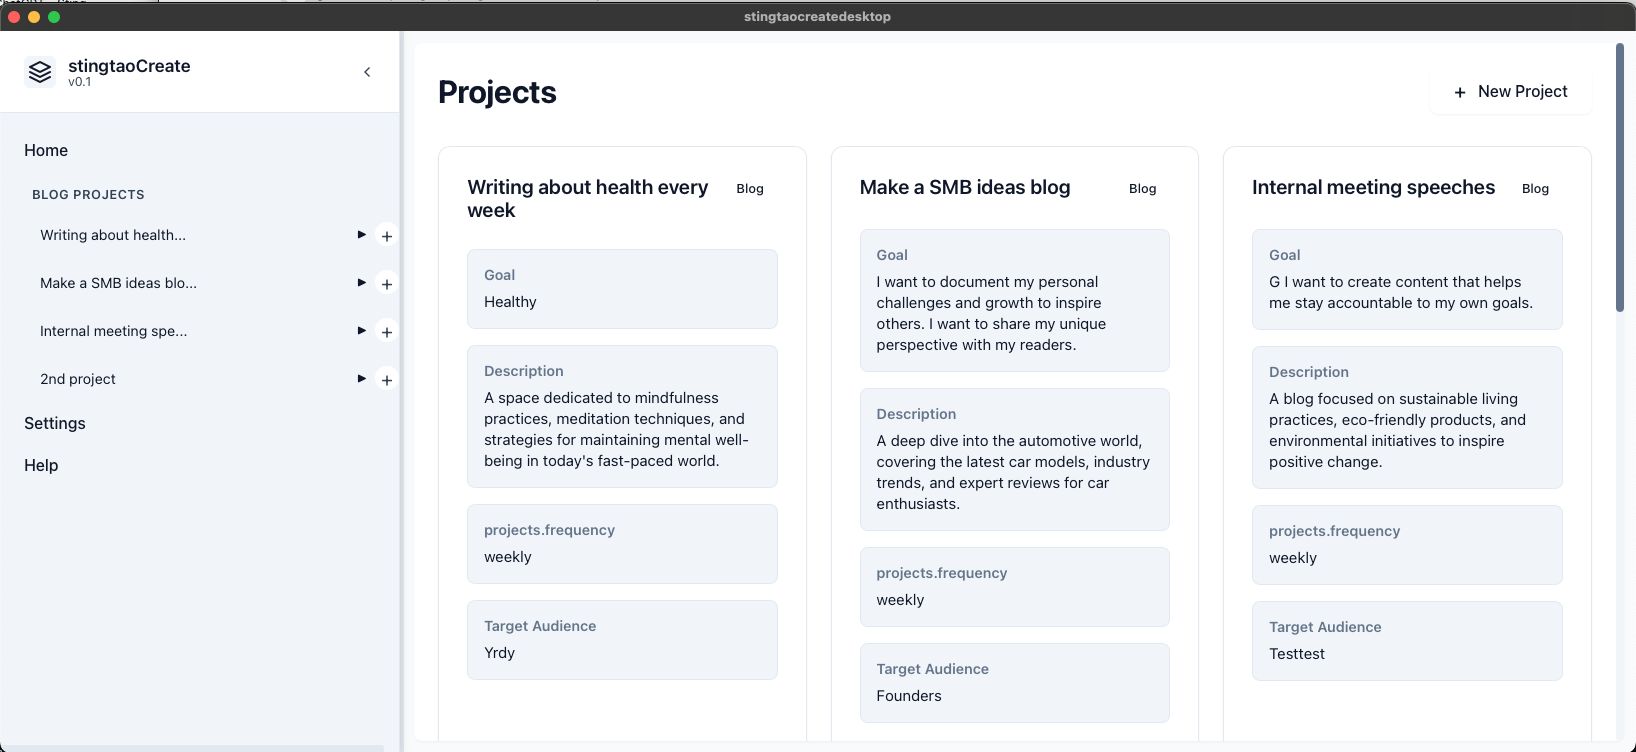 stingtaocreatedesktop
stingtaoCreate
v0.1
Home
BLOG PROJECTS
Writing about health...
Make a SMB ideas blo...
Internal meeting spe...
2nd project
Settings
Help
Projects
+ New Project
Writing about health every
week
Blog
Goal
Healthy
Description
A space dedicated to mindfulness
practices, meditation techniques, and
strategies for maintaining mental well-
being in today's fast-paced world.
projects.frequency
weekly
Target Audience
Yrdy
Make a SMB ideas blog
Blog
Goal
I want to document my personal
challenges and growth to inspire
others. I want to share my unique
perspective with my readers.
Description
A deep dive into the automotive world,
covering the latest car models, industry
trends, and expert reviews for car
enthusiasts.
projects.frequency
weekly
Target Audience
Founders
Internal meeting speeches
Blog
Goal
G I want to create content that helps
me stay accountable to my own goals.
Description
A blog focused on sustainable living
practices, eco-friendly products, and
environmental initiatives to inspire
positive change.
projects.frequency
weekly
Target Audience
Testtest